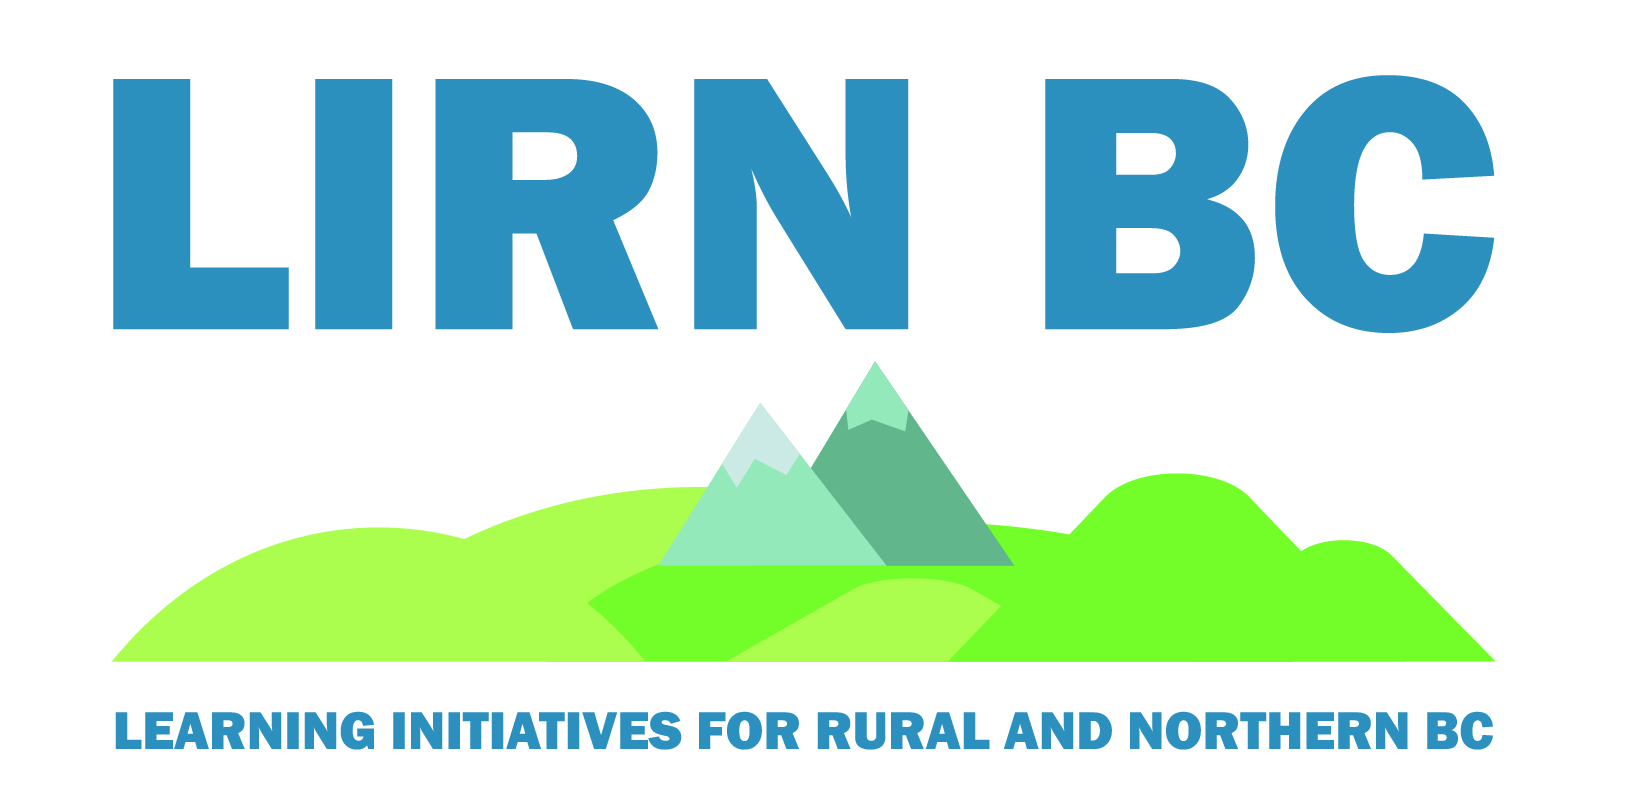 LIRN BC
LEARNING INITIATIVES FOR RURAL AND NORTHERN BC